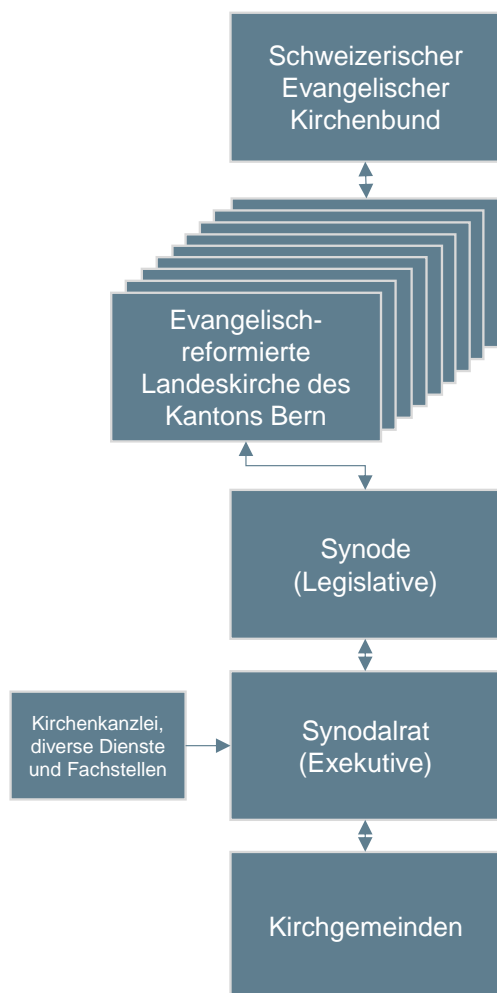 Schweizerischer
Evangelischer
Kirchenbund
Evangelisch-
reformierte
Landeskirche des
Kantons Bern
Synode
(Legislative)
Kirchenkanzlei,
diverse Dienste
und Fachstellen
Synodalrat
(Exekutive)
Kirchgemeinden